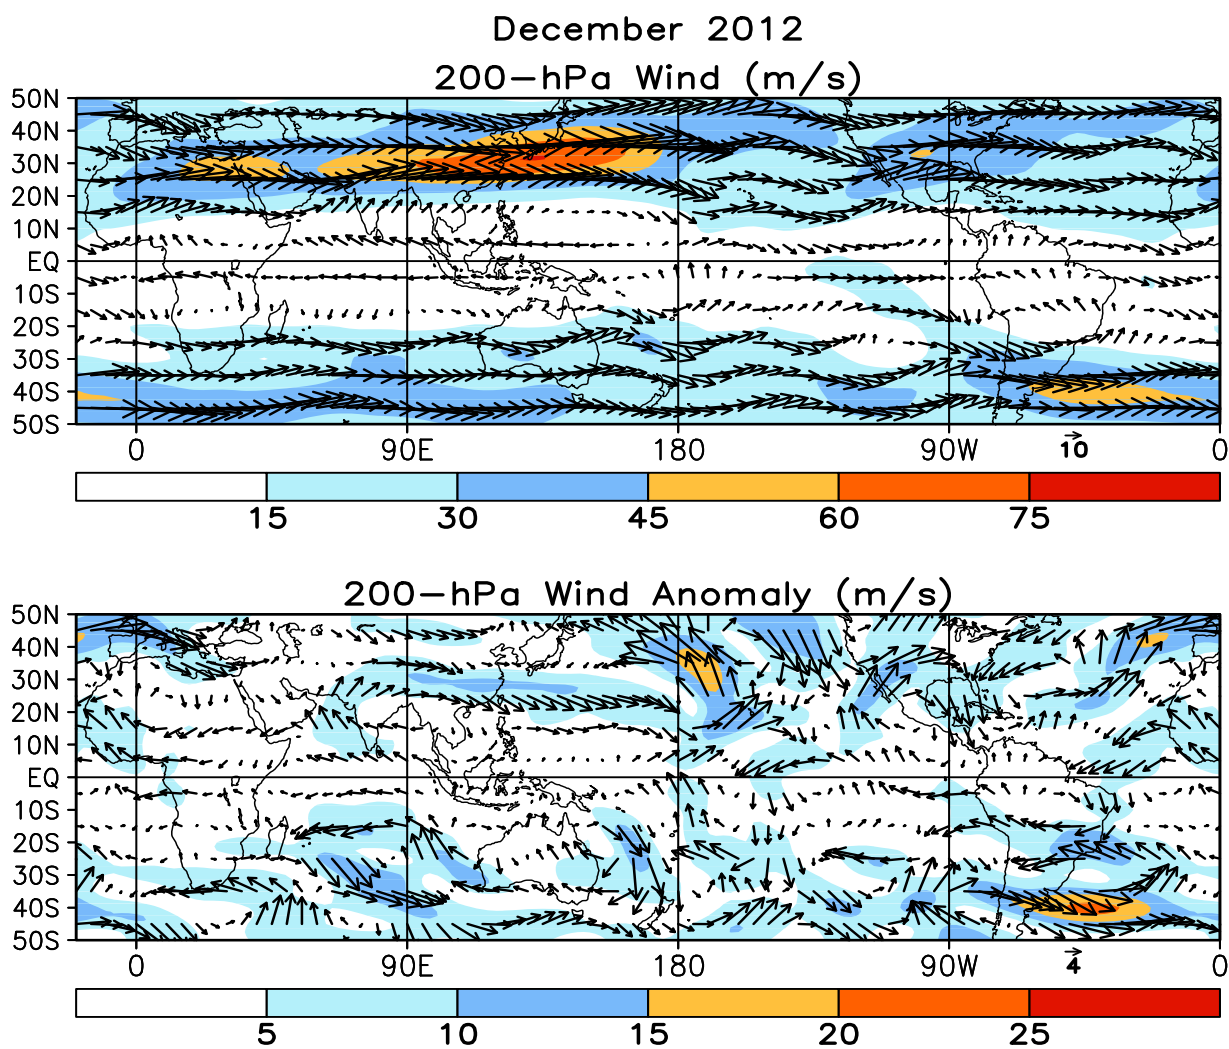 December 2012
200-hPa Wind (m/s)
50N
40N
30N
20N
10N
EQ
10S
20S
30S
40S
50S
0 90E 180 90W 0
10
15 30 45 60 75
200-hPa Wind Anomaly (m/s)
50N
40N
30N
20N
10N
EQ
10S
20S
30S
40S
50S
0 90E 180 90W 0
4
5 10 15 20 25